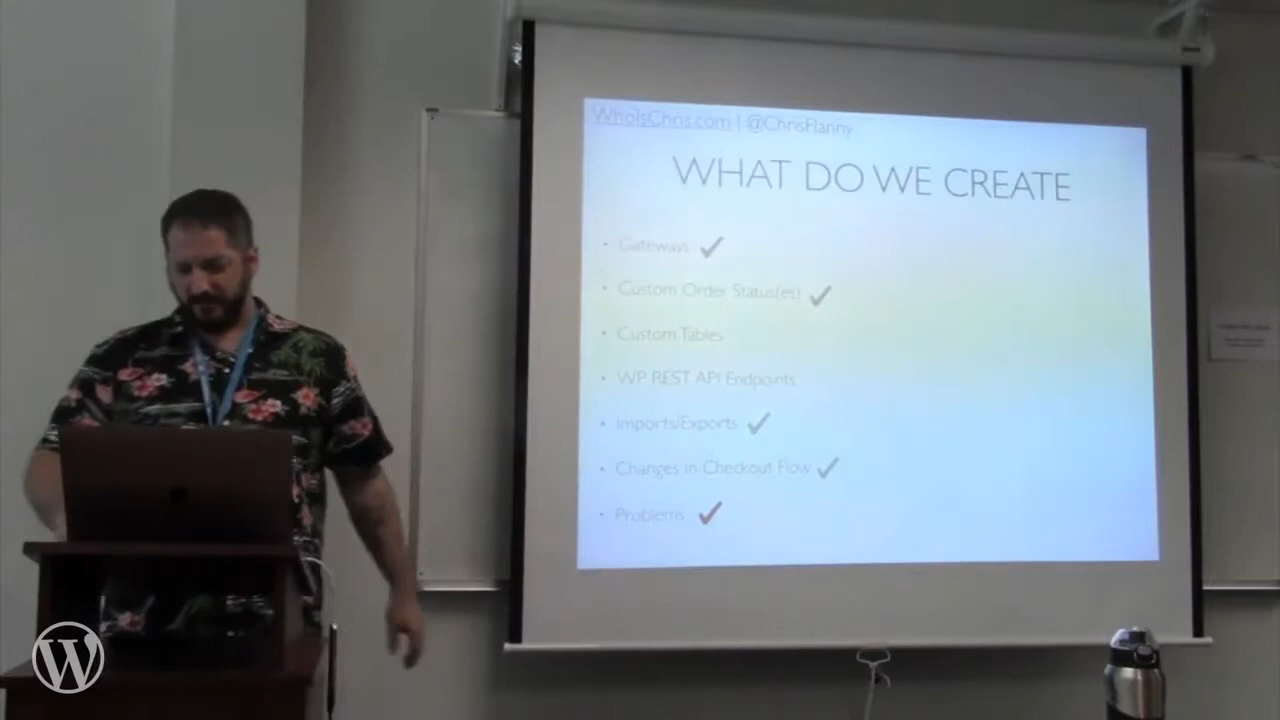 WhoIsChris.com | @ChrisFlanny
WHAT DO WE CREATE
• Gateways ✓
• Custom Order Status(es) ✓
• Custom Tables
• WP REST API Endpoints
• Imports/Exports ✓
• Changes in Checkout Flow ✓
• Problems ✓